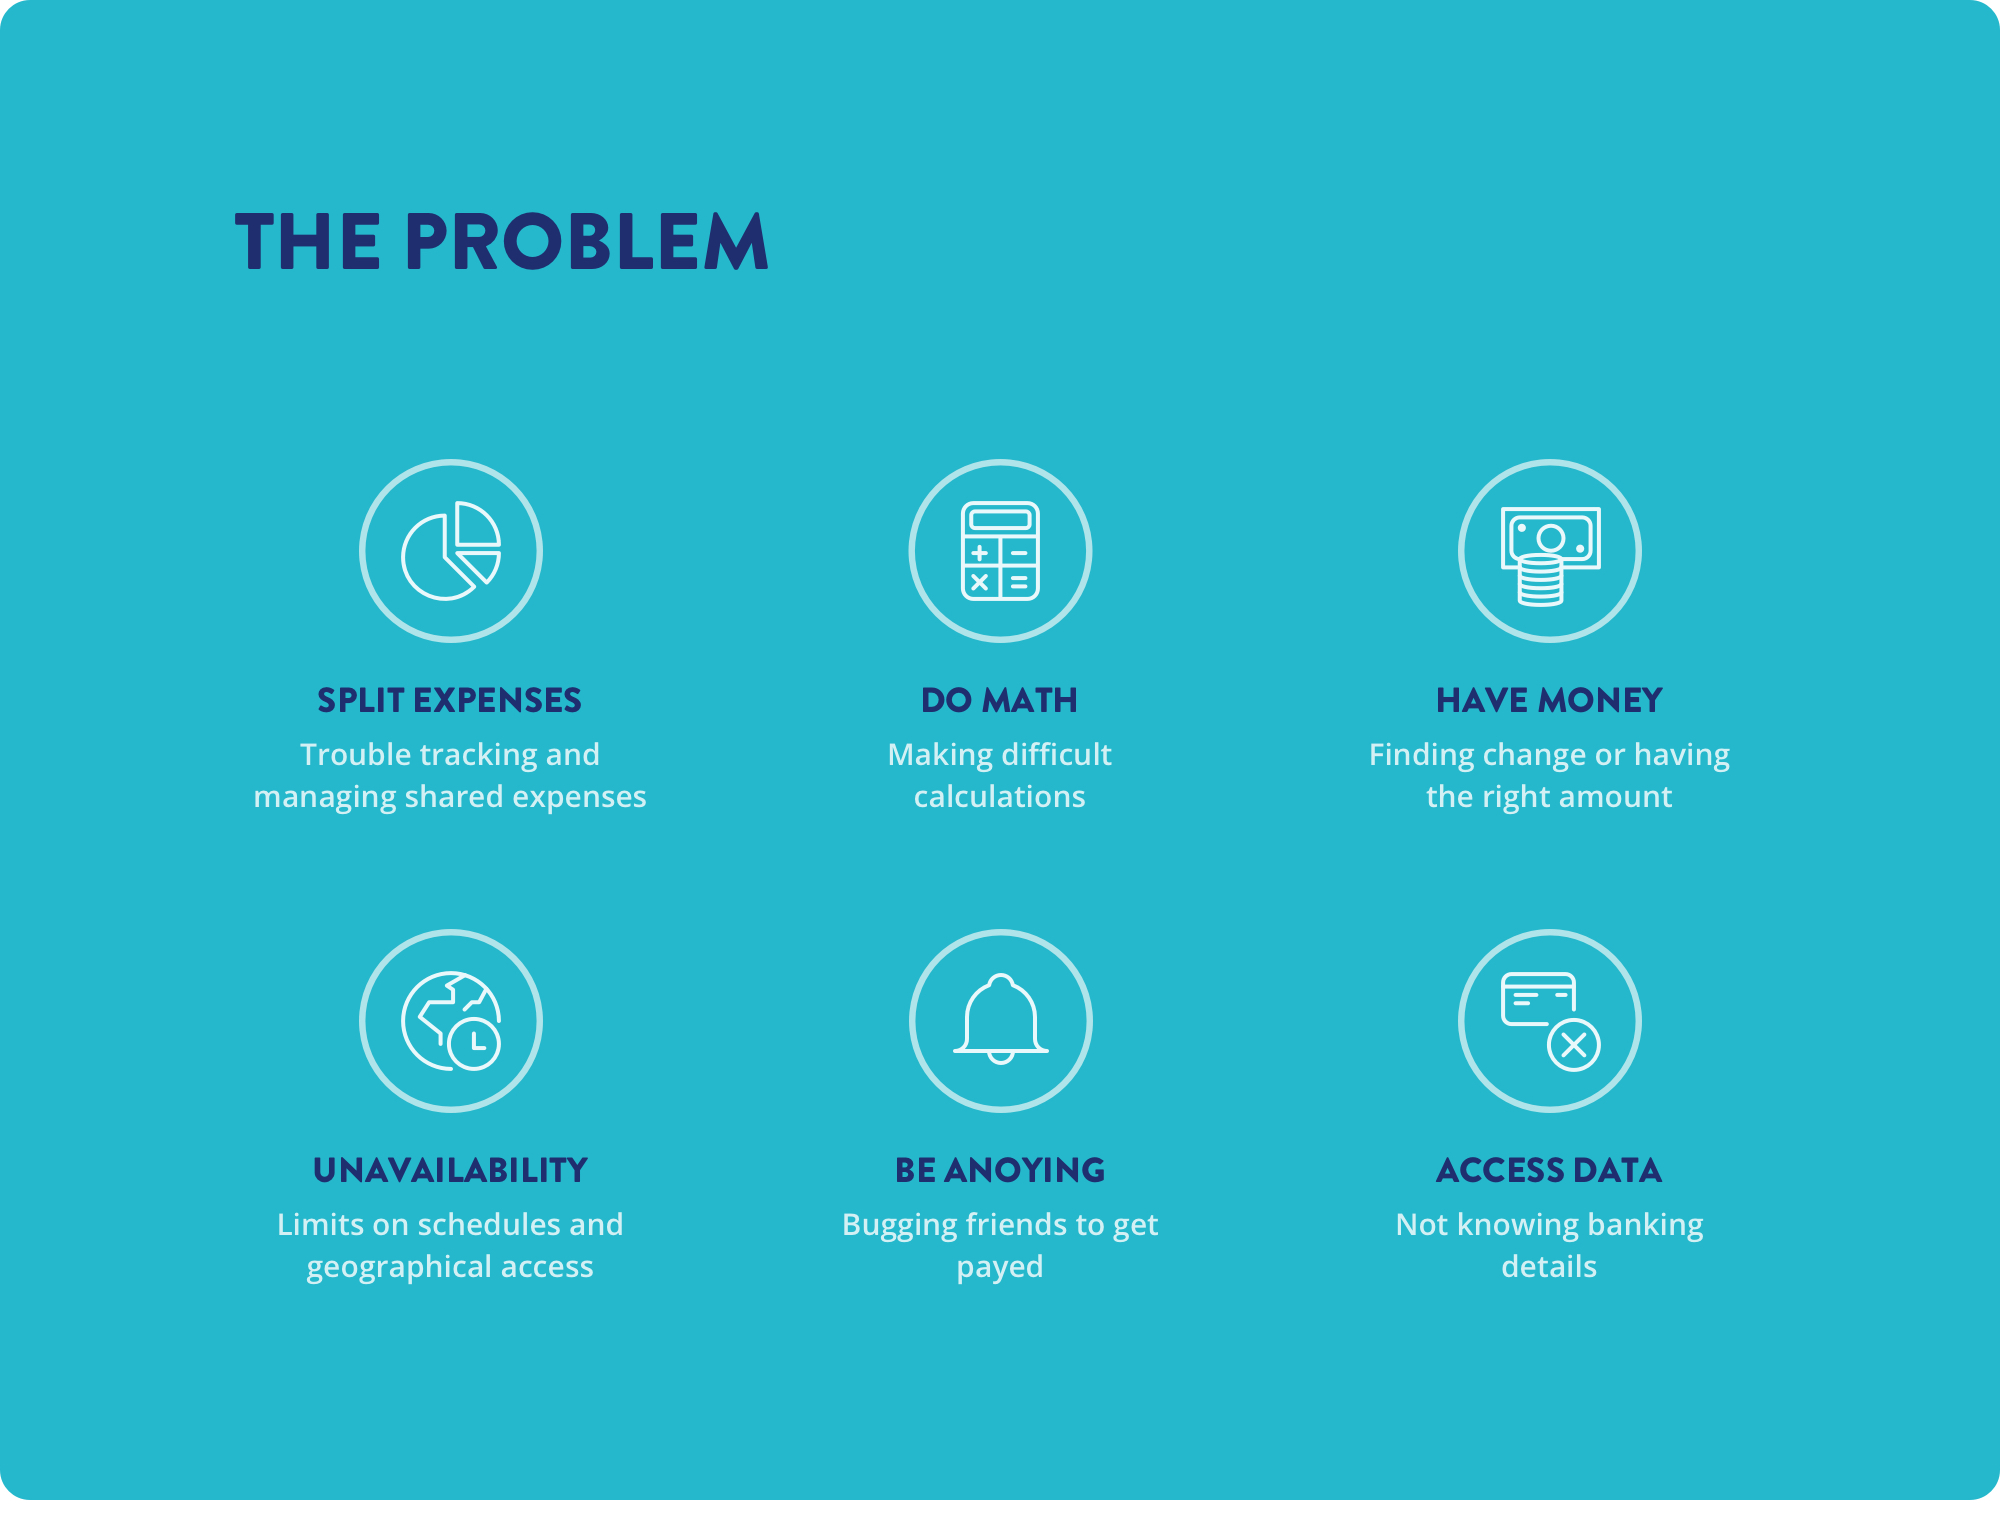 THE PROBLEM
SPLIT EXPENSES
Trouble tracking and
managing shared expenses
DO MATH
Making difficult
calculations
HAVE MONEY
Finding change or having
the right amount
UNAVAILABILITY
Limits on schedules and
geographical access
BE ANOYING
Bugging friends to get
payed
ACCESS DATA
Not knowing banking
details